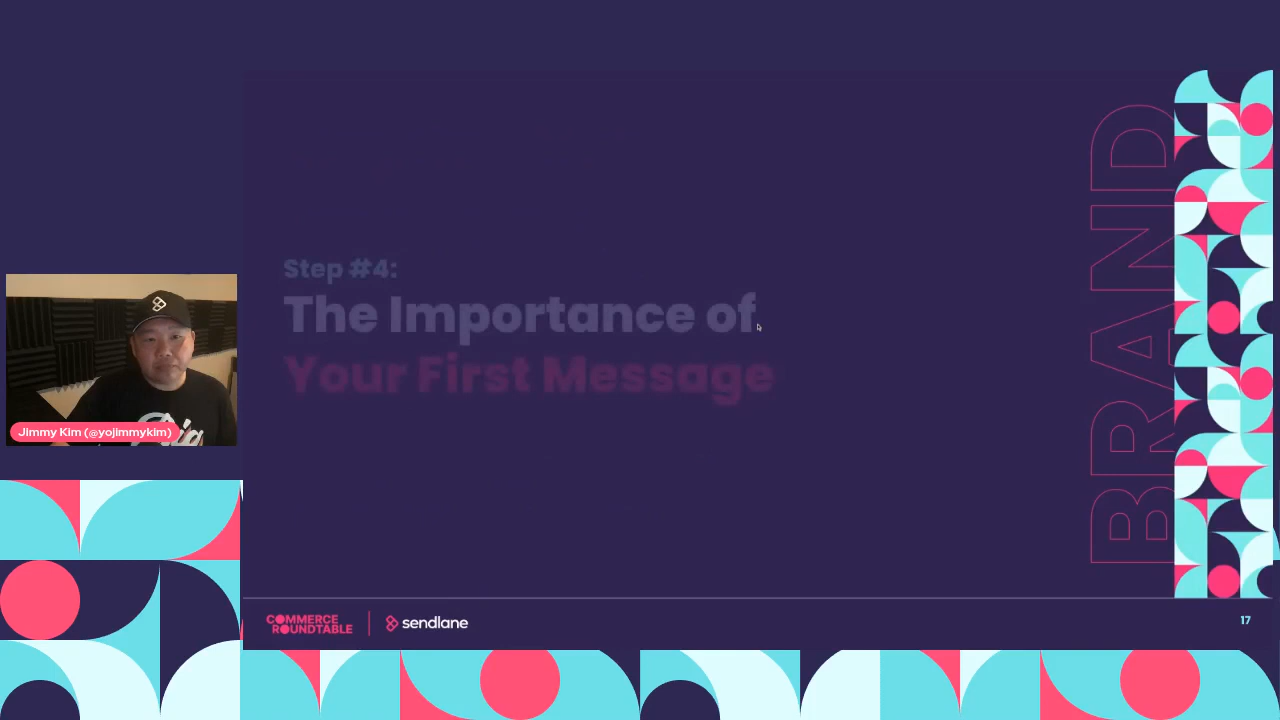 Step #4:
The Importance of
Your First Message
BRAND
Jimmy Kim (@yojimmykim)
COMMERCE
ROUNDTABLE
sendlane
17